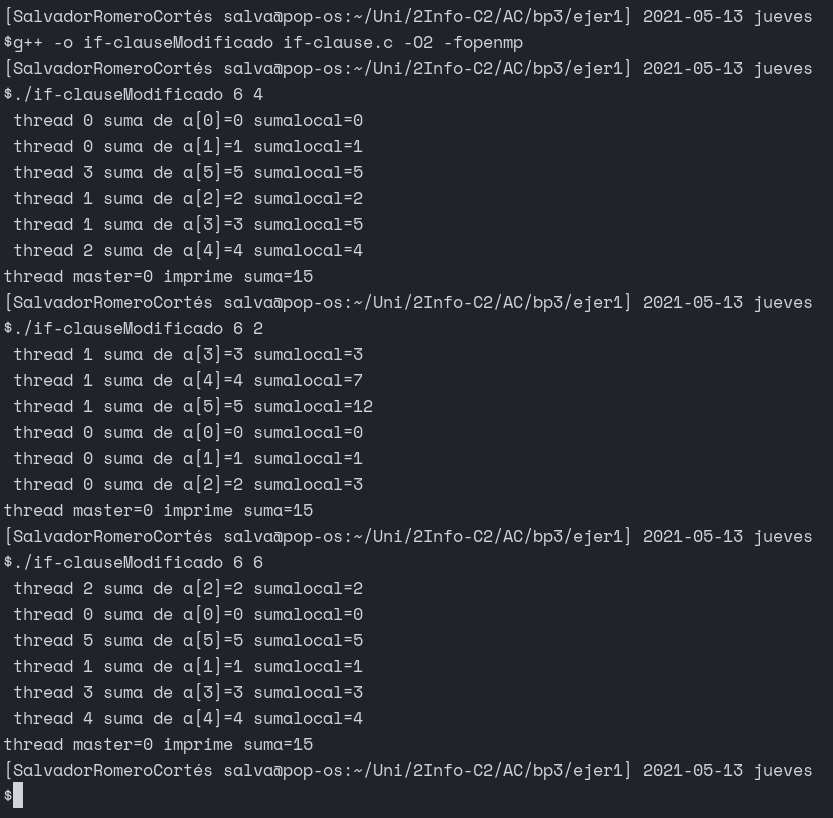 [SalvadorRomeroCortés salva@pop-os:~/Uni/2Info-C2/AC/bp3/ejer1] 2021-05-13 jueves
$g++ -o if-clauseModificado if-clause.c -O2 -fopenmp
[SalvadorRomeroCortés salva@pop-os:~/Uni/2Info-C2/AC/bp3/ejer1] 2021-05-13 jueves
$./if-clauseModificado 6 4
 thread 0 suma de a[0]=0 sumalocal=0
 thread 0 suma de a[1]=1 sumalocal=1
 thread 3 suma de a[5]=5 sumalocal=5
 thread 1 suma de a[2]=2 sumalocal=2
 thread 1 suma de a[3]=3 sumalocal=5
 thread 2 suma de a[4]=4 sumalocal=4
thread master=0 imprime suma=15
[SalvadorRomeroCortés salva@pop-os:~/Uni/2Info-C2/AC/bp3/ejer1] 2021-05-13 jueves
$./if-clauseModificado 6 2
 thread 1 suma de a[3]=3 sumalocal=3
 thread 1 suma de a[4]=4 sumalocal=7
 thread 1 suma de a[5]=5 sumalocal=12
 thread 0 suma de a[0]=0 sumalocal=0
 thread 0 suma de a[1]=1 sumalocal=1
 thread 0 suma de a[2]=2 sumalocal=3
thread master=0 imprime suma=15
[SalvadorRomeroCortés salva@pop-os:~/Uni/2Info-C2/AC/bp3/ejer1] 2021-05-13 jueves
$./if-clauseModificado 6 6
 thread 2 suma de a[2]=2 sumalocal=2
 thread 0 suma de a[0]=0 sumalocal=0
 thread 5 suma de a[5]=5 sumalocal=5
 thread 1 suma de a[1]=1 sumalocal=1
 thread 3 suma de a[3]=3 sumalocal=3
 thread 4 suma de a[4]=4 sumalocal=4
thread master=0 imprime suma=15
[SalvadorRomeroCortés salva@pop-os:~/Uni/2Info-C2/AC/bp3/ejer1] 2021-05-13 jueves
$